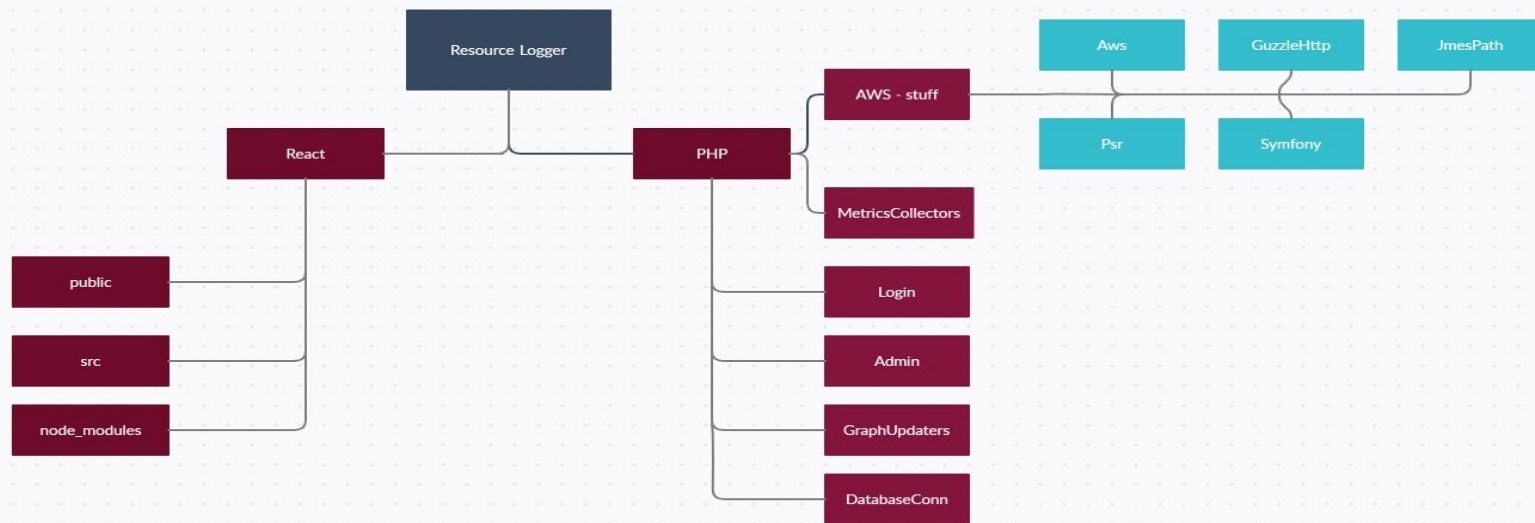 Resource Logger
Aws
GuzzleHttp
JmesPath
AWS - stuff
React
PHP
Psr
Symfony
MetricsCollectors
public
Login
src
Admin
node_modules
GraphUpdaters
DatabaseConn